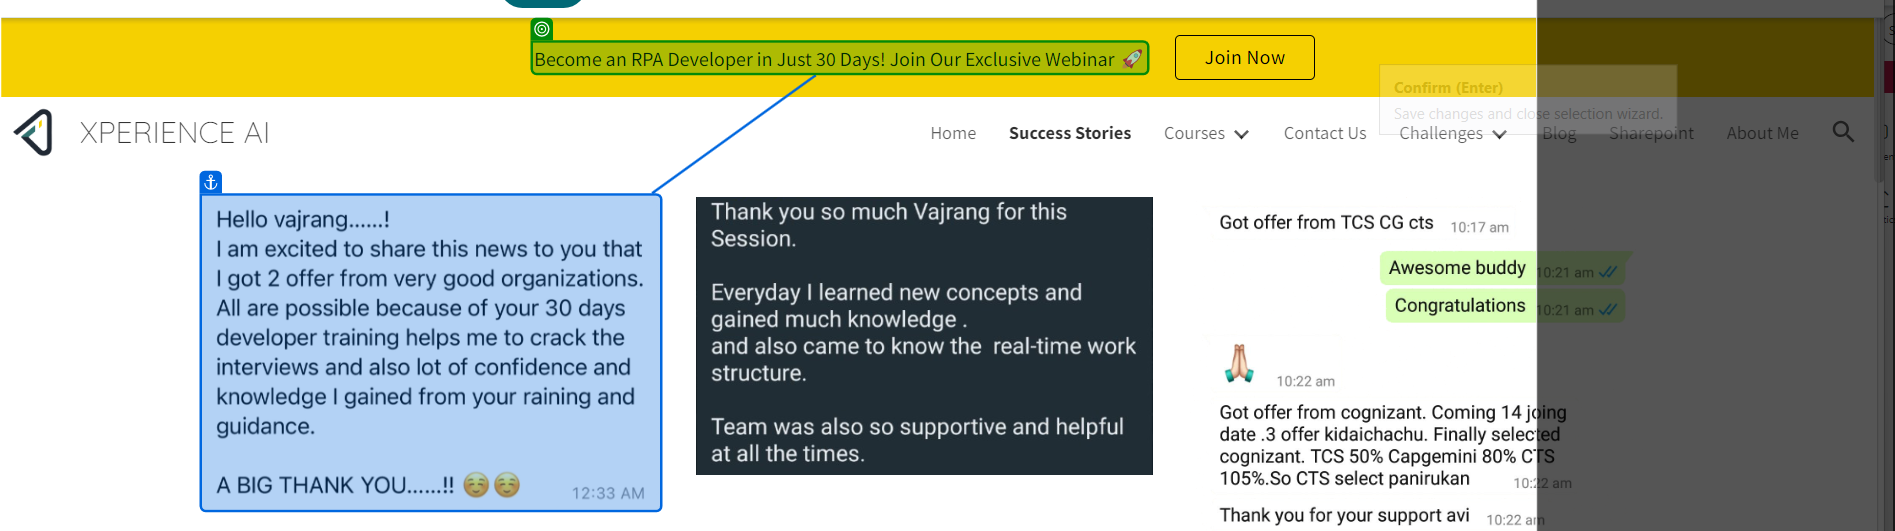 Become an RPA Developer in Just 30 Days! Join Our Exclusive Webinar 🚀
Join Now
Confirm (Enter)
Save changes and close selection wizard.
XPERIENCE AI
Home
Success Stories
Courses
Contact Us
Challenges
Blog
Sharepoint
About Me
Hello vajrang......!
I am excited to share this news to you that
I got 2 offer from very good organizations.
All are possible because of your 30 days
developer training helps me to crack the
interviews and also lot of confidence and
knowledge I gained from your raining and
guidance.
A BIG THANK YOU......!! ☺️☺️
12:33 AM
Thank you so much Vajrang for this
Session.
Everyday I learned new concepts and
gained much knowledge .
and also came to know the real-time work
structure.
Team was also so supportive and helpful
at all the times.
Got offer from TCS CG cts 10:17 am
Awesome buddy 10:21 am
Congratulations 10:21 am
🙏🏻 10:22 am
Got offer from cognizant. Coming 14 joing
date .3 offer kidaichachu. Finally selected
cognizant. TCS 50% Capgemini 80% CTS
105%.So CTS select panirukan 10:22 am
Thank you for your support avi 10:22 am